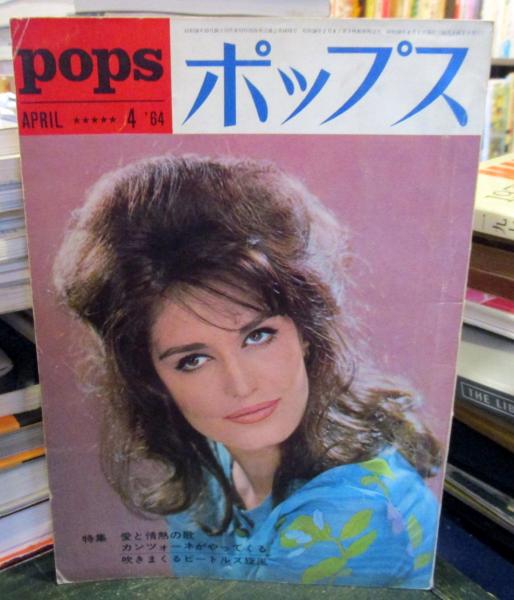 pops
ポップス
APRIL ★★★★★ 4 '64
特集 愛と情熱の歌
カンツォーネがやってくる
吹きまくるビートルズ旋風
THE LI